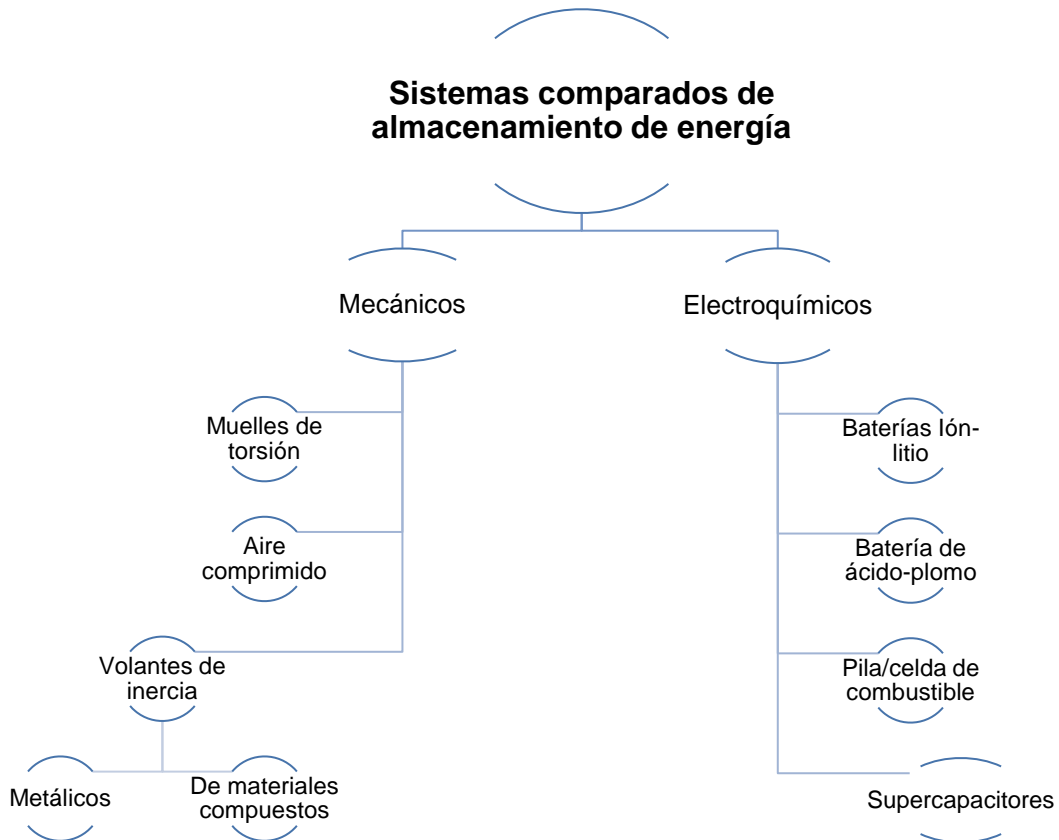 Sistemas comparados de
almacenamiento de energía
Mecánicos
Electroquímicos
Muelles de
torsión
Baterías Ión-
litio
Aire
comprimido
Batería de
ácido-plomo
Volantes de
inercia
Pila/celda de
combustible
Metálicos
De materiales
compuestos
Supercapacitores